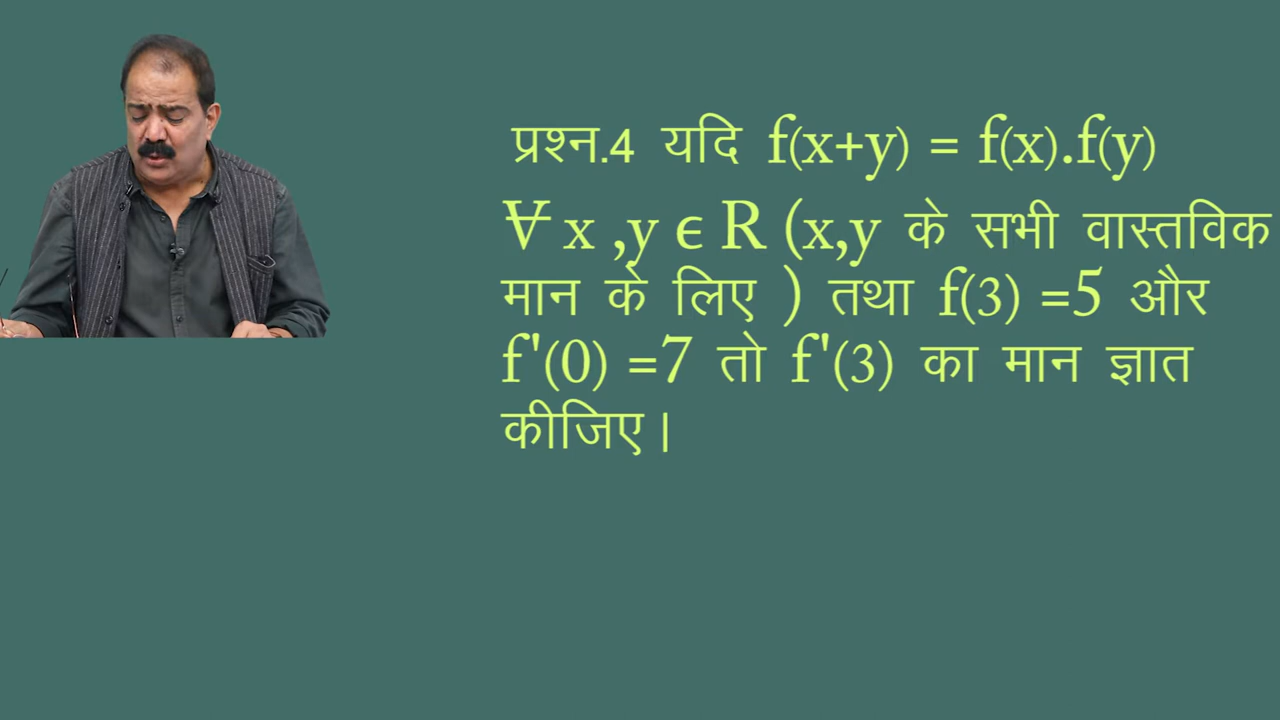 प्रश्न.4 यदि f(x+y) = f(x).f(y)
∀ x ,y ϵ R (x,y के सभी वास्तविक
मान के लिए ) तथा f(3) =5 और
f'(0) =7 तो f'(3) का मान ज्ञात
कीजिए।